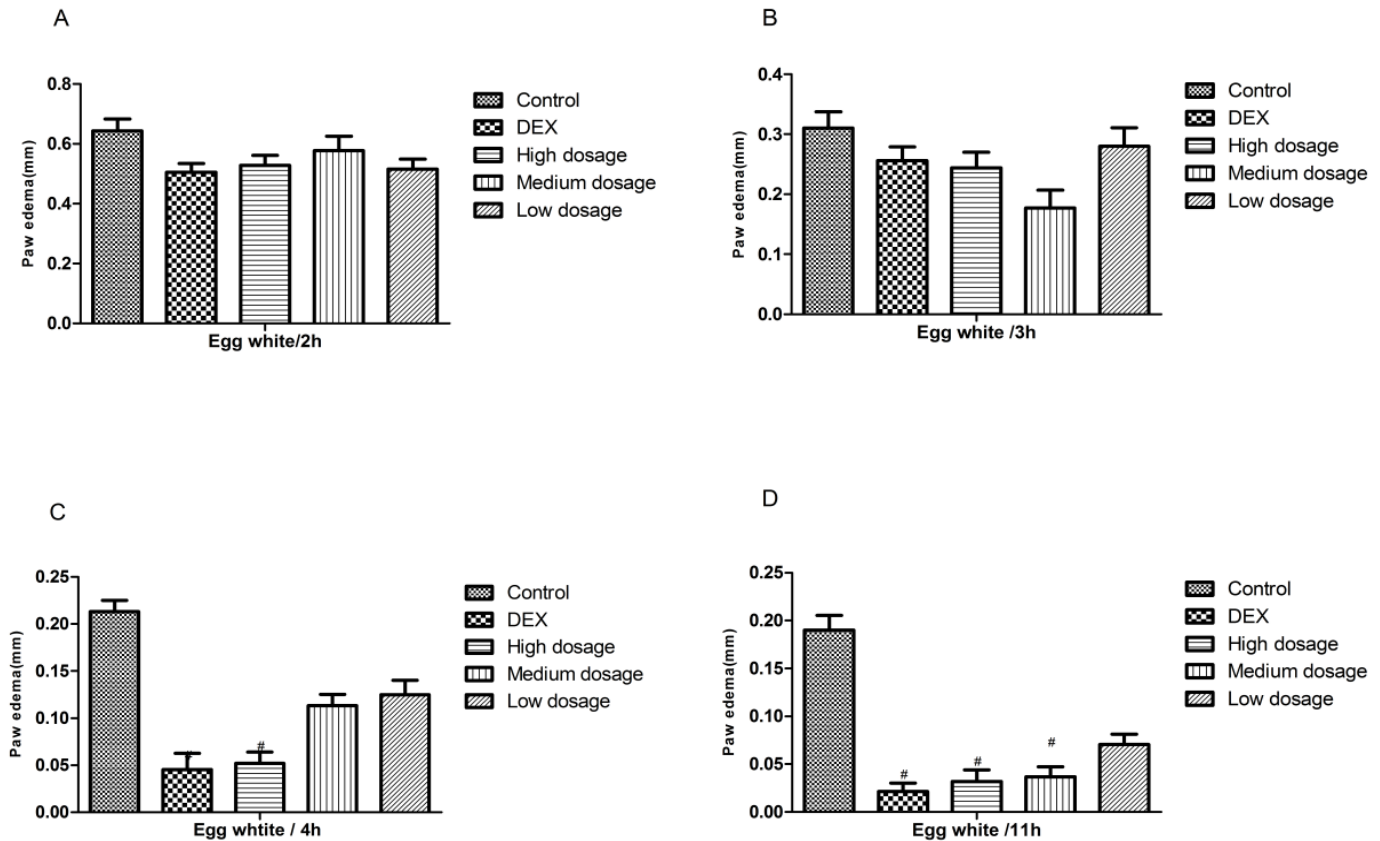 A
Paw edema(mm)
0.8
0.6
0.4
0.2
0.0
Egg white/2h
Control
DEX
High dosage
Medium dosage
Low dosage
B
Paw edema(mm)
0.4
0.3
0.2
0.1
0.0
Egg white /3h
Control
DEX
High dosage
Medium dosage
Low dosage
C
Paw edema(mm)
0.25
0.20
0.15
0.10
0.05
0.00
#
#
Egg whtite / 4h
Control
DEX
High dosage
Medium dosage
Low dosage
D
Paw edema(mm)
0.25
0.20
0.15
0.10
0.05
0.00
#
#
#
Egg white /11h
Control
DEX
High dosage
Medium dosage
Low dosage